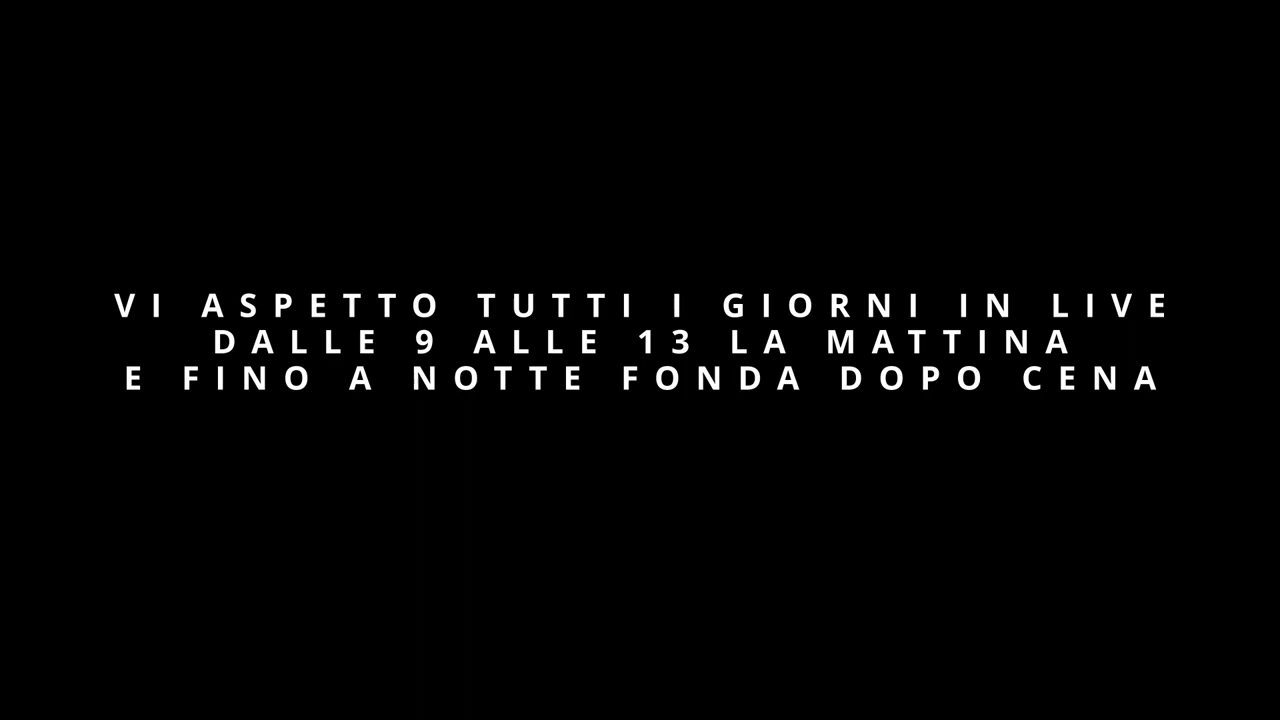 VI ASPETTO TUTTI I GIORNI IN LIVE
DALLE 9 ALLE 13 LA MATTINA
E FINO A NOTTE FONDA DOPO CENA